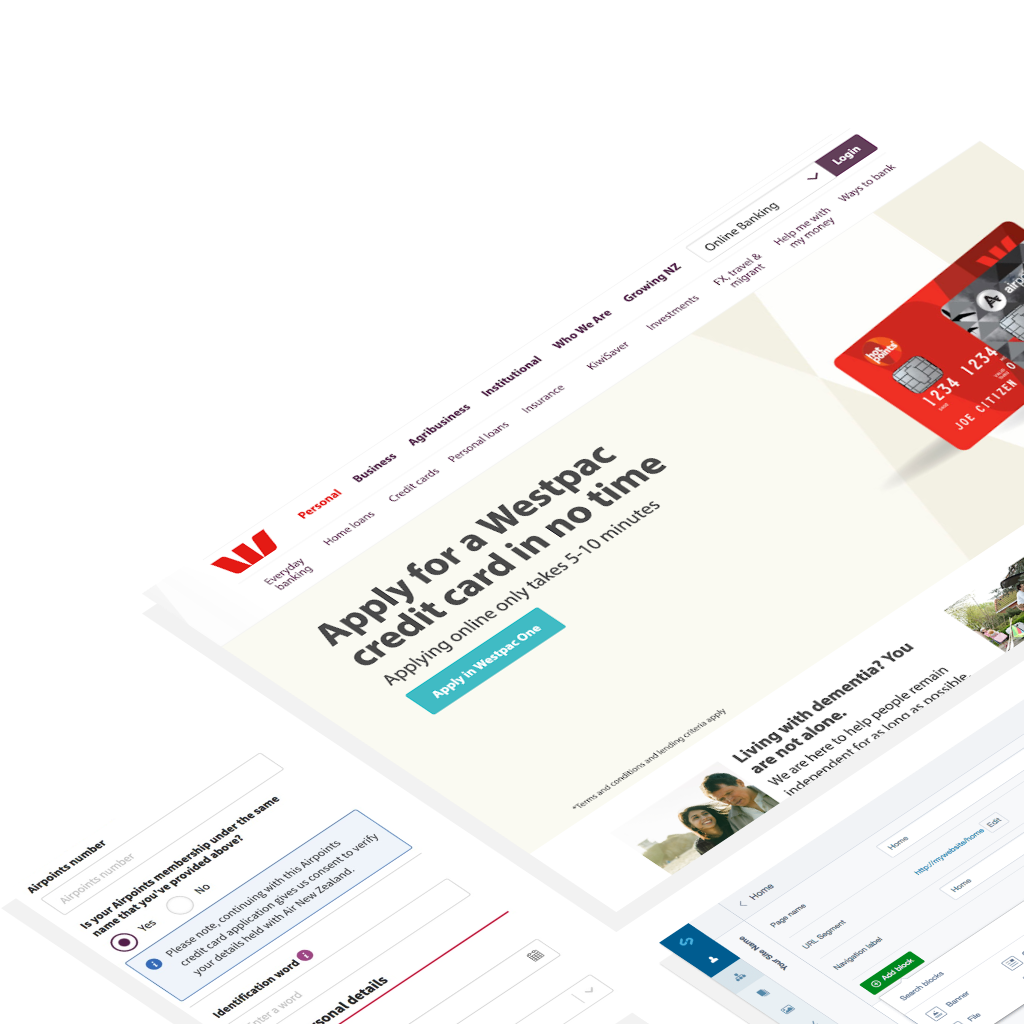 Login
Online Banking
Personal
Business
Agribusiness
Institutional
Who We Are
Growing NZ
Everyday
banking
Home loans
Credit cards
Personal loans
Insurance
KiwiSaver
Investments
FX, travel &
migrant
Help me with
my money
Ways to bank
Apply for a Westpac
credit card in no time
Applying online only takes 5-10 minutes
Apply in Westpac One
*Terms and conditions and lending criteria apply
hot
points
1234 1234
JOE CITIZEN
Living with dementia? You
are not alone.
We are here to help people remain
independent for as long as possible.
Airpoints number
Airpoints number
Is your Airpoints membership under the same
name that you've provided above?
Yes
No
Please note, continuing with this Airpoints
credit card application gives us consent to verify
your details held with Air New Zealand.
Identification word
Enter a word
sonal details
Your Site Name
Home
Page name
Home
URL Segment
http://mywebsite/home
Edit
Navigation label
Home
Add block
Search blocks
Banner
File